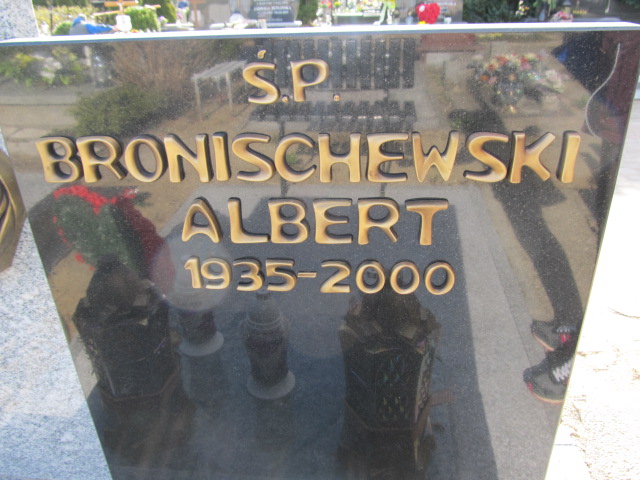 Ś.P.
BRONISCHEWSKI
ALBERT
1935-2000